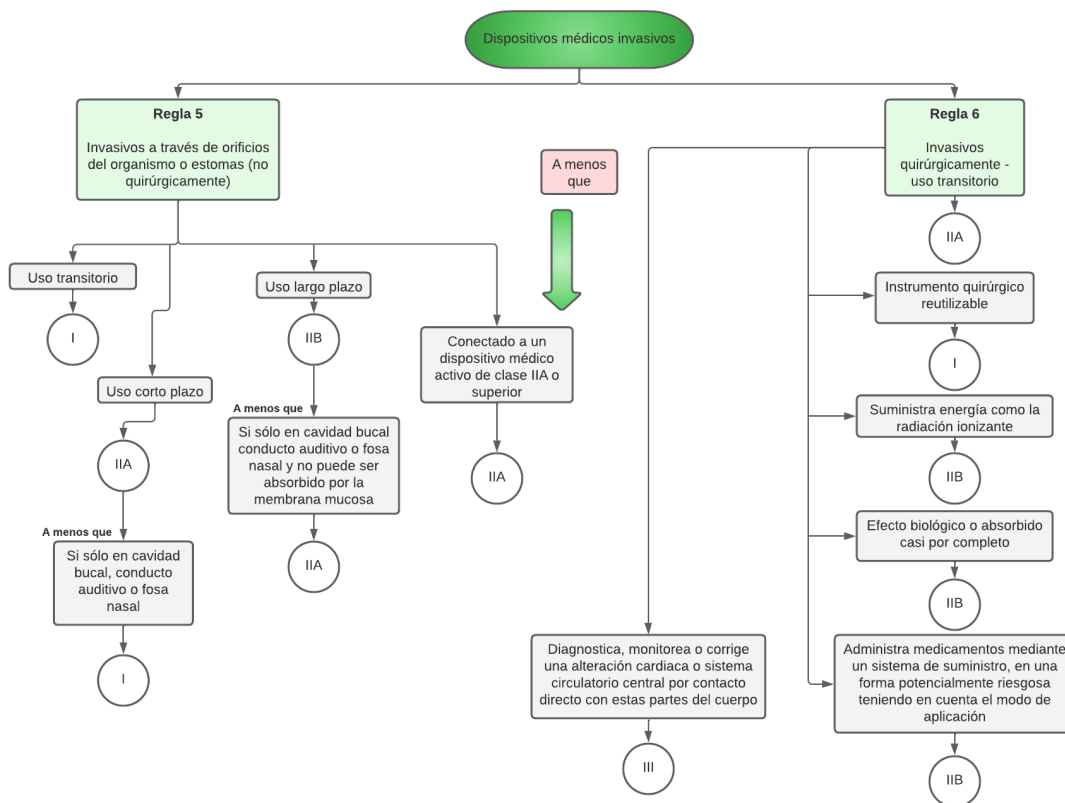 Dispositivos médicos invasivos
Regla 5
Invasivos a través de orificios
del organismo o estomas (no
quirúrgicamente)
Uso transitorio
I
Uso corto plazo
IIA
A menos que
Si sólo en cavidad
bucal, conducto
auditivo o fosa
nasal
I
Uso largo plazo
IIB
A menos que
Si sólo en cavidad bucal
conducto auditivo o fosa
nasal y no puede ser
absorbido por la
membrana mucosa
IIA
Conectado a un
dispositivo médico
activo de clase IIA o
superior
IIA
A menos
que
Regla 6
Invasivos
quirúrgicamente -
uso transitorio
IIA
Instrumento quirúrgico
reutilizable
I
Suministra energía como la
radiación ionizante
IIB
Efecto biológico o absorbido
casi por completo
IIB
Administra medicamentos mediante
un sistema de suministro, en una
forma potencialmente riesgosa
teniendo en cuenta el modo de
aplicación
IIB
Diagnostica, monitorea o corrige
una alteración cardiaca o sistema
circulatorio central por contacto
directo con estas partes del cuerpo
III